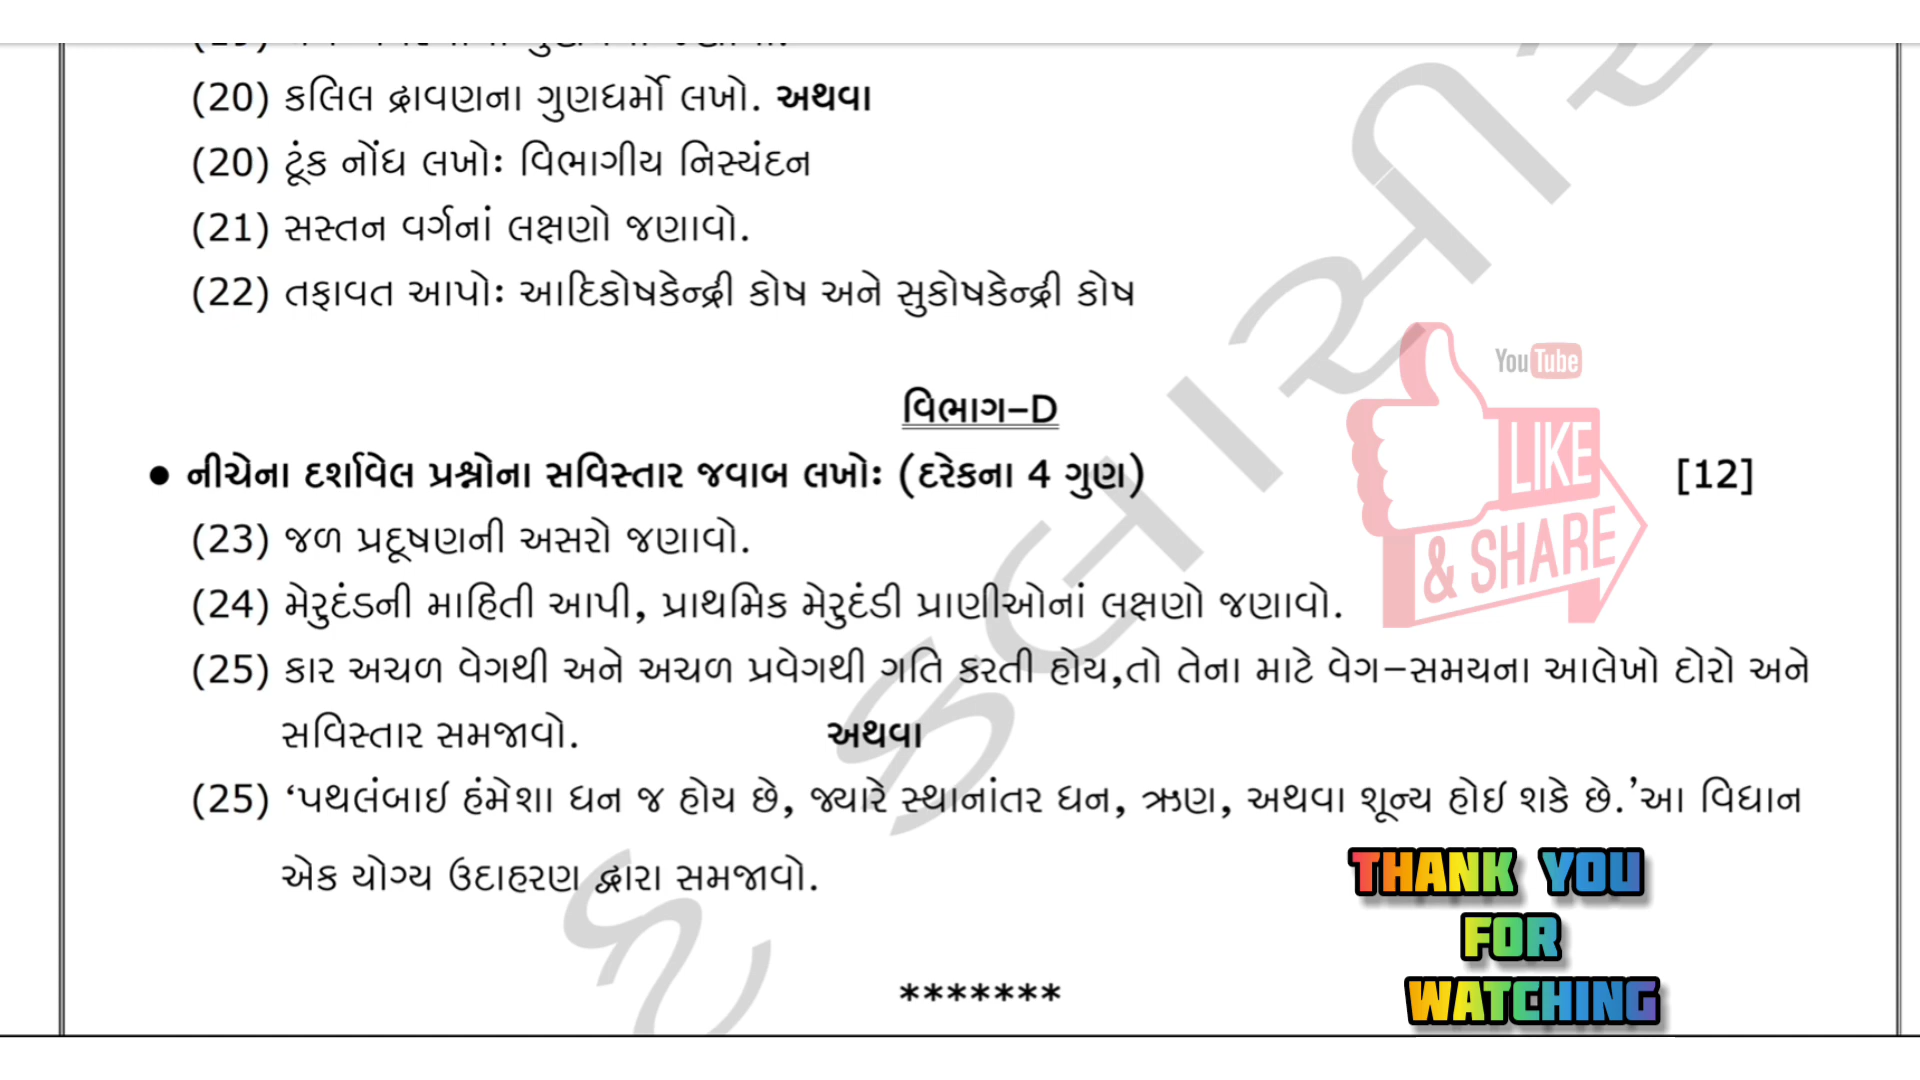 (20) કલિલ દ્રાવણના ગુણધર્મો લખો. અથવા
(20) ટૂંક નોંધ લખોઃ વિભાગીય નિસ્યંદન
(21) સસ્તન વર્ગનાં લક્ષણો જણાવો.
(22) તફાવત આપોઃ આદિકોષકેન્દ્રી કોષ અને સુકોષકેન્દ્રી કોષ
વિભાગ–D
● નીચેના દર્શાવેલ પ્રશ્નોના સવિસ્તાર જવાબ લખોઃ (દરેકના 4 ગુણ) [12]
(23) જળ પ્રદૂષણની અસરો જણાવો.
(24) મેરુદંડની માહિતી આપી, પ્રાથમિક મેરુદંડી પ્રાણીઓનાં લક્ષણો જણાવો.
(25) કાર અચળ વેગથી અને અચળ પ્રવેગથી ગતિ કરતી હોય,તો તેના માટે વેગ–સમયના આલેખો દોરો અને
સવિસ્તાર સમજાવો. અથવા
(25) ‘પથલંબાઈ હંમેશા ધન જ હોય છે, જ્યારે સ્થાનાંતર ધન, ઋણ, અથવા શૂન્ય હોઈ શકે છે.’આ વિધાન
એક યોગ્ય ઉદાહરણ દ્વારા સમજાવો.
*******
YouTube
LIKE
& SHARE
THANK YOU
FOR
WATCHING